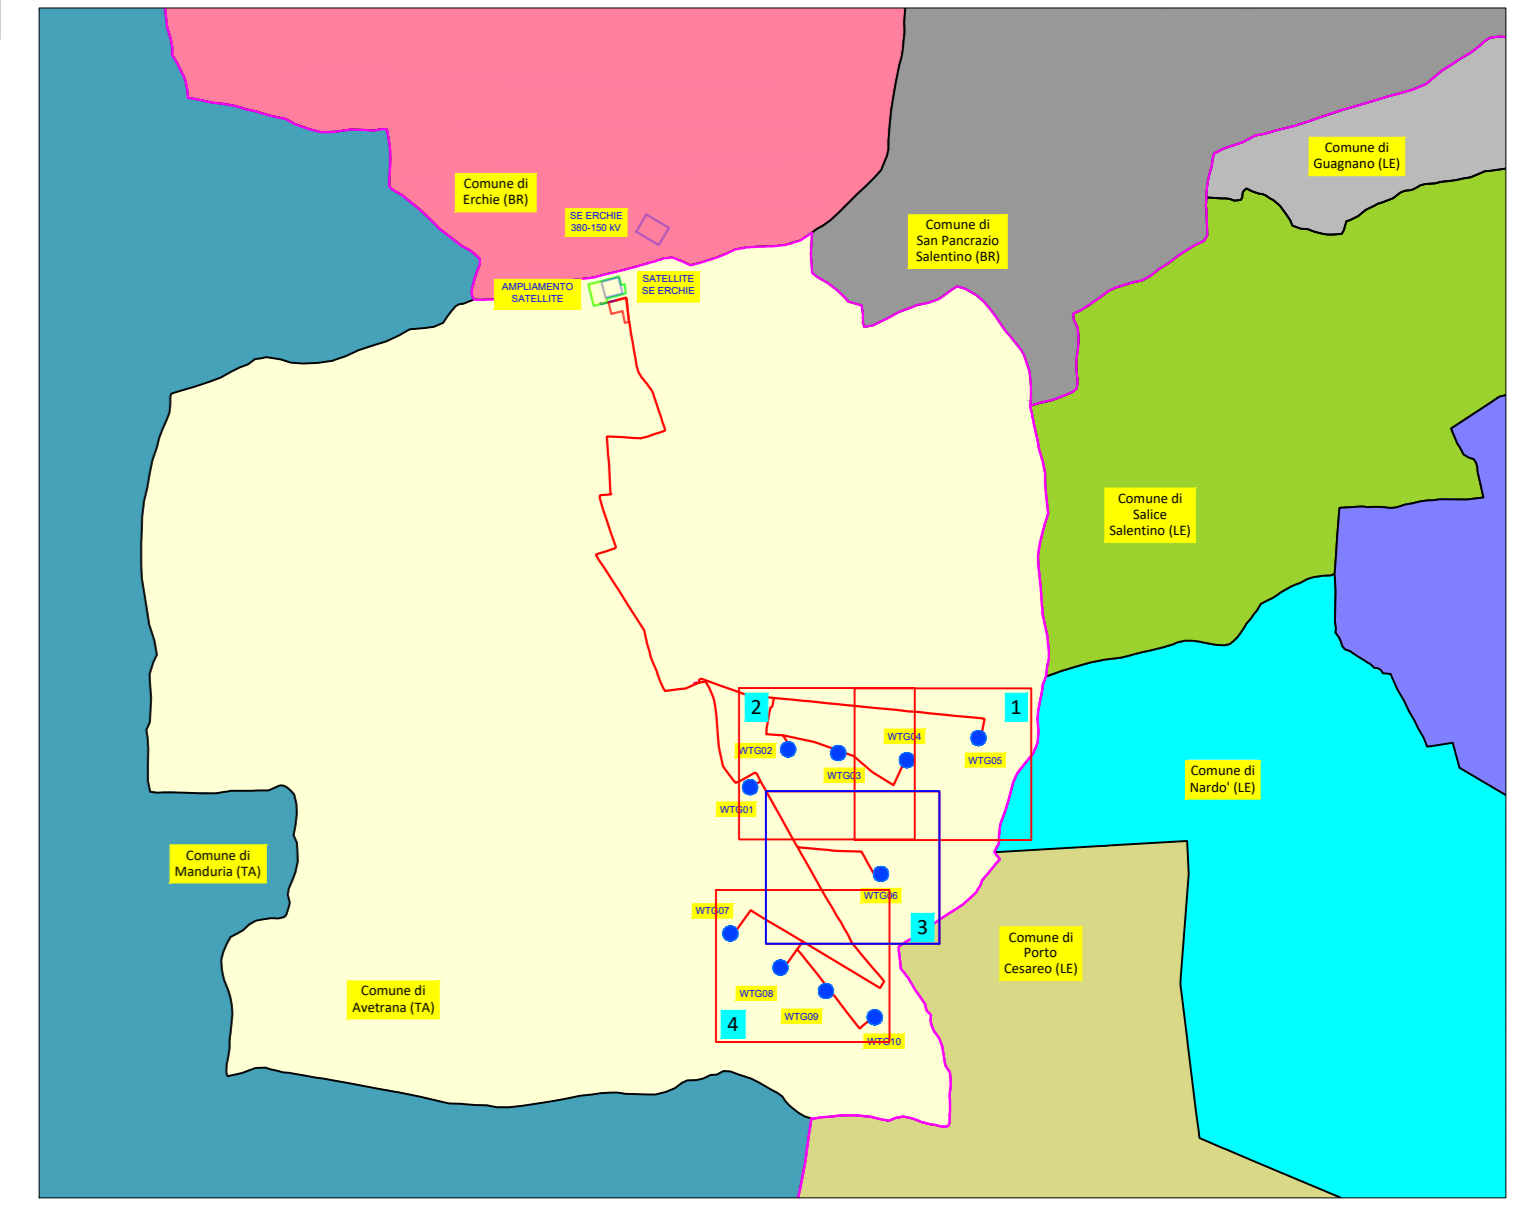 Comune di
Guagnano (LE)
Comune di
Erchie (BR)
SE ERCHIE
380-150 kV
Comune di
San Pancrazio
Salentino (BR)
AMPLIAMENTO
SATELLITE
SATELLITE
SE ERCHIE
Comune di
Salice
Salentino (LE)
2
1
WTG04
WTG02
WTG03
WTG05
WTG01
Comune di
Nardo' (LE)
Comune di
Manduria (TA)
WTG06
WTG07
3
Comune di
Porto
Cesareo (LE)
WTG08
Comune di
Avetrana (TA)
WTG09
4
WTG10